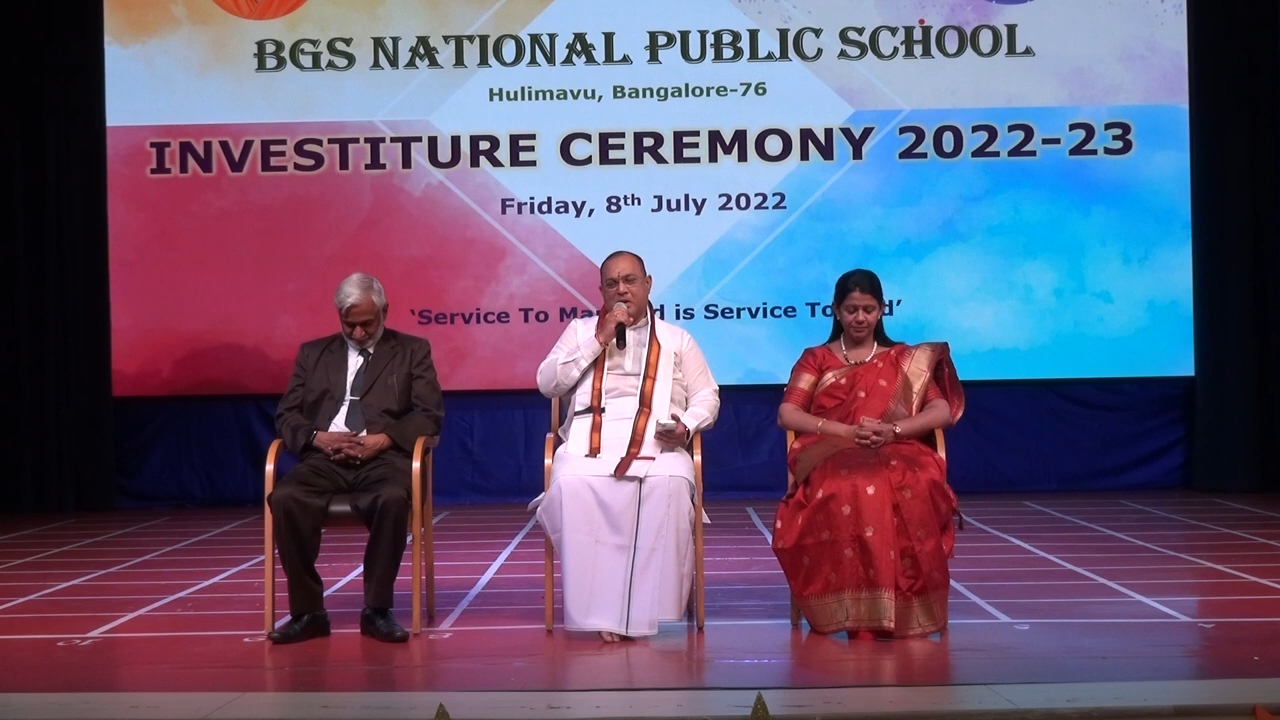 BGS NATIONAL PUBLIC SCHOOL
Hulimavu, Bangalore-76
INVESTITURE CEREMONY 2022-23
Friday, 8th July 2022
‘Service To is Service To